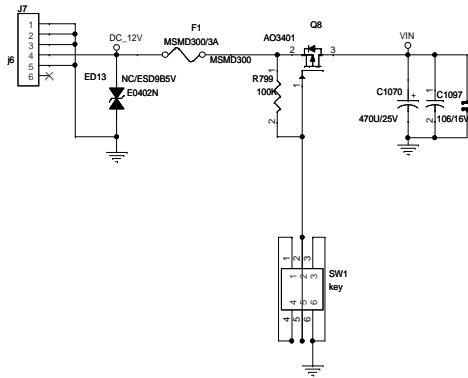 J7
j6
1
2
3
4
5
6
DC_12V
F1
MSMD300/3A
MSMD300
ED13
NC/ESD9B5V
E0402N
AO3401
Q8
2
3
1
R799
100K
1
2
VIN
C1070
+
470U/25V
C1097
1
2
106/16V
SW1
key
1
2
3
1
2
3
4
5
6
4
5
6